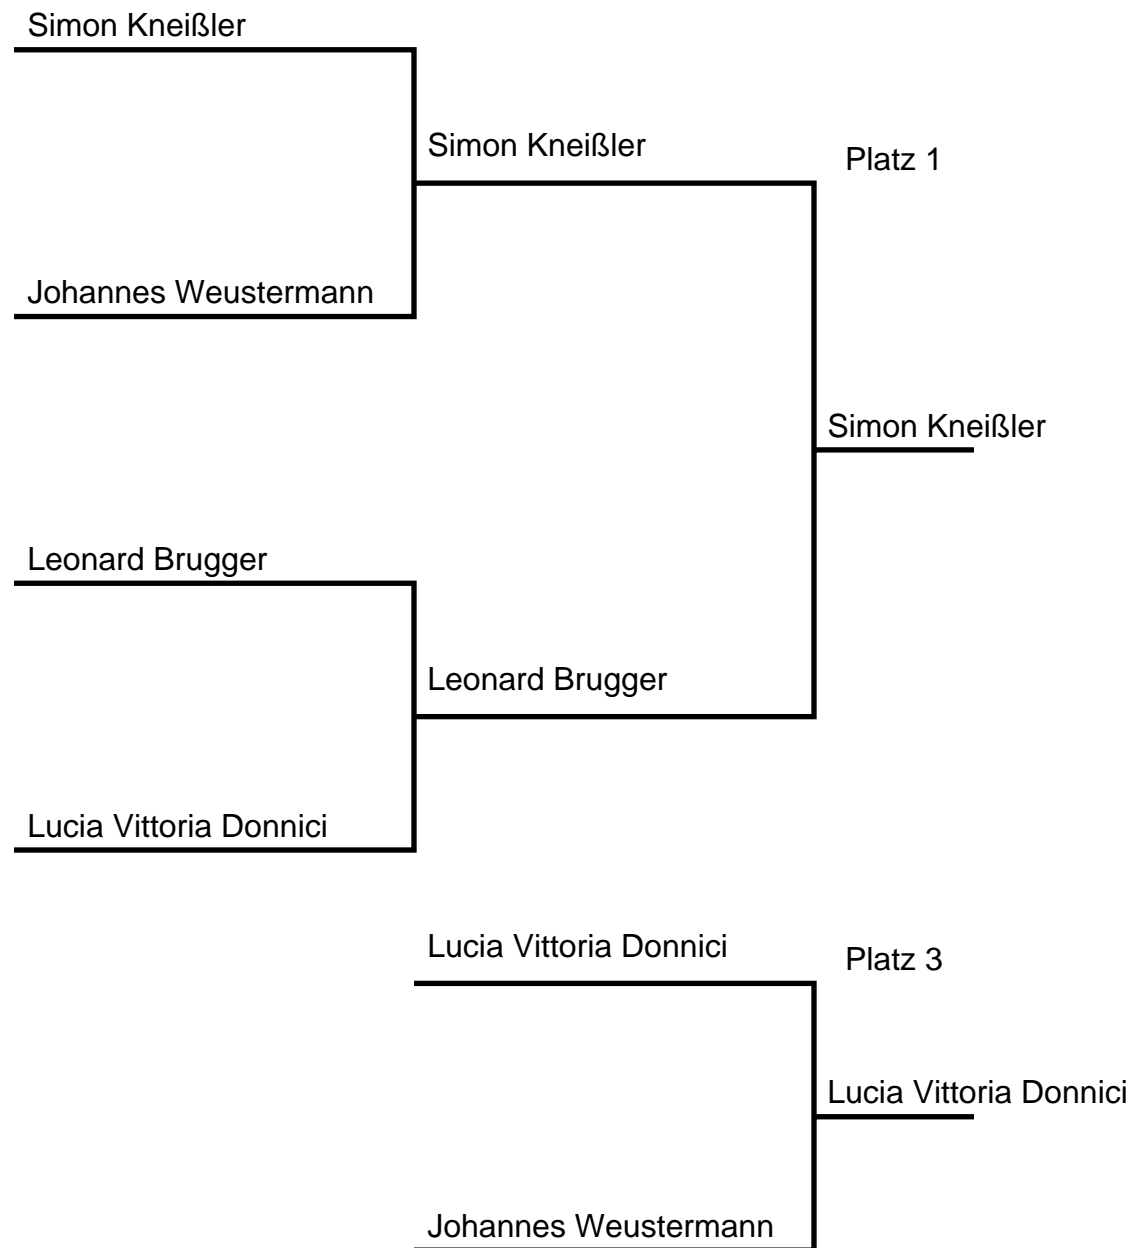 Simon Kneißler
Simon Kneißler
Platz 1
Johannes Weustermann
Simon Kneißler
Leonard Brugger
Leonard Brugger
Lucia Vittoria Donnici
Lucia Vittoria Donnici
Platz 3
Lucia Vittoria Donnici
Johannes Weustermann